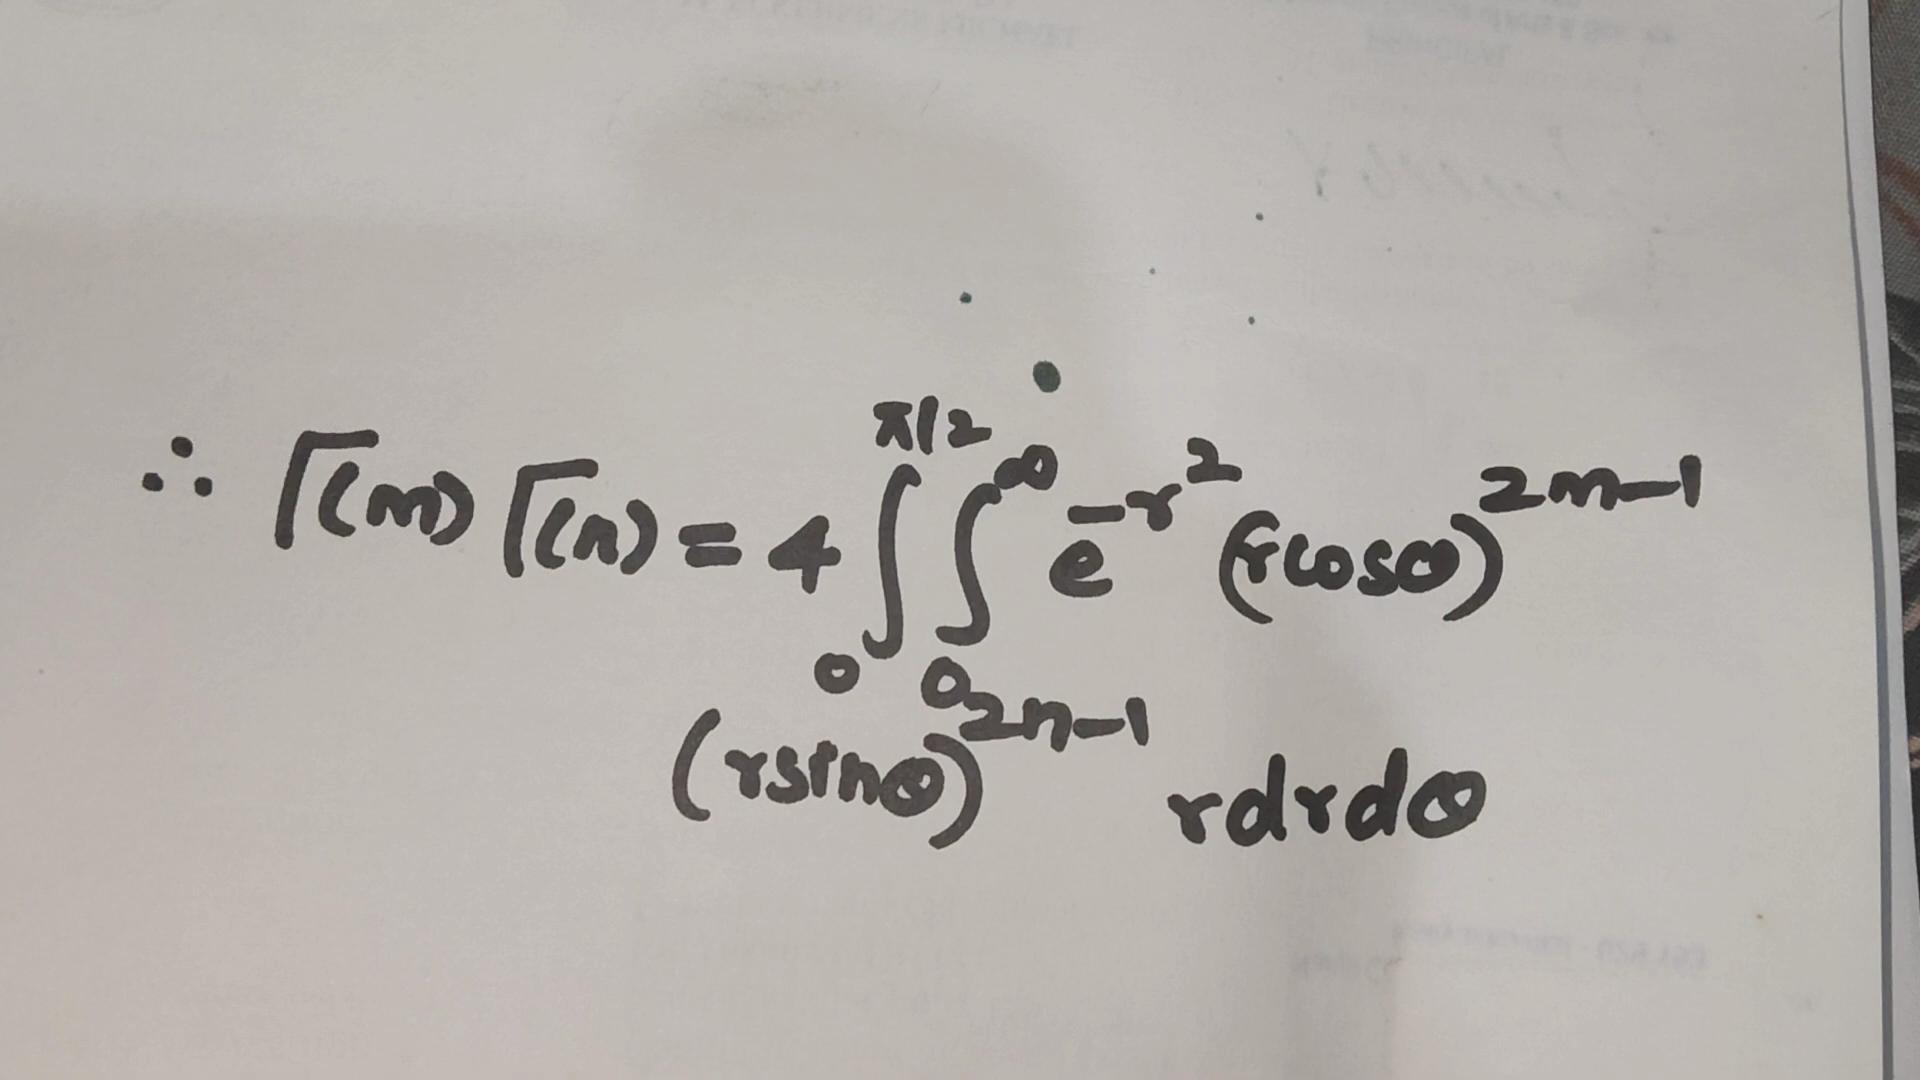 ∴ Γ(m) Γ(n) = 4 ∫₀^{π/2} ∫₀^∞ e^{-r²} (rcosθ)^{2m-1}
(rsinθ)^{2n-1} rdrdθ